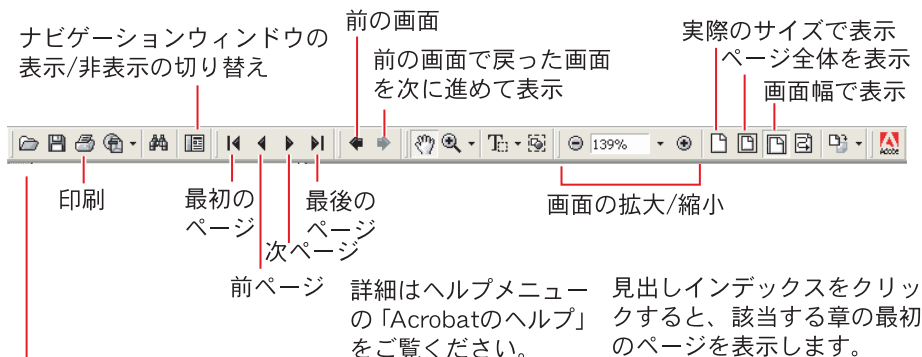 前の画面
ナビゲーションウィンドウの
表示/非表示の切り替え
前の画面で戻った画面
を次に進めて表示
実際のサイズで表示
ページ全体を表示
画面幅で表示
139%
Adobe
印刷
最初の
ページ
前ページ
次ページ
最後の
ページ
画面の拡大/縮小
詳細はヘルプメニュー
の「Acrobatのヘルプ」
をご覧ください。
見出しインデックスをクリッ
クすると、該当する章の最初
のページを表示します。